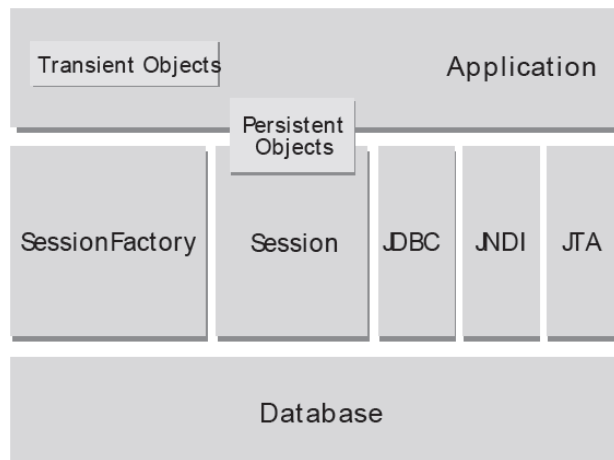 Transient Objects
Application
Persistent
Objects
SessionFactory
Session
JDBC
JNDI
JTA
Database